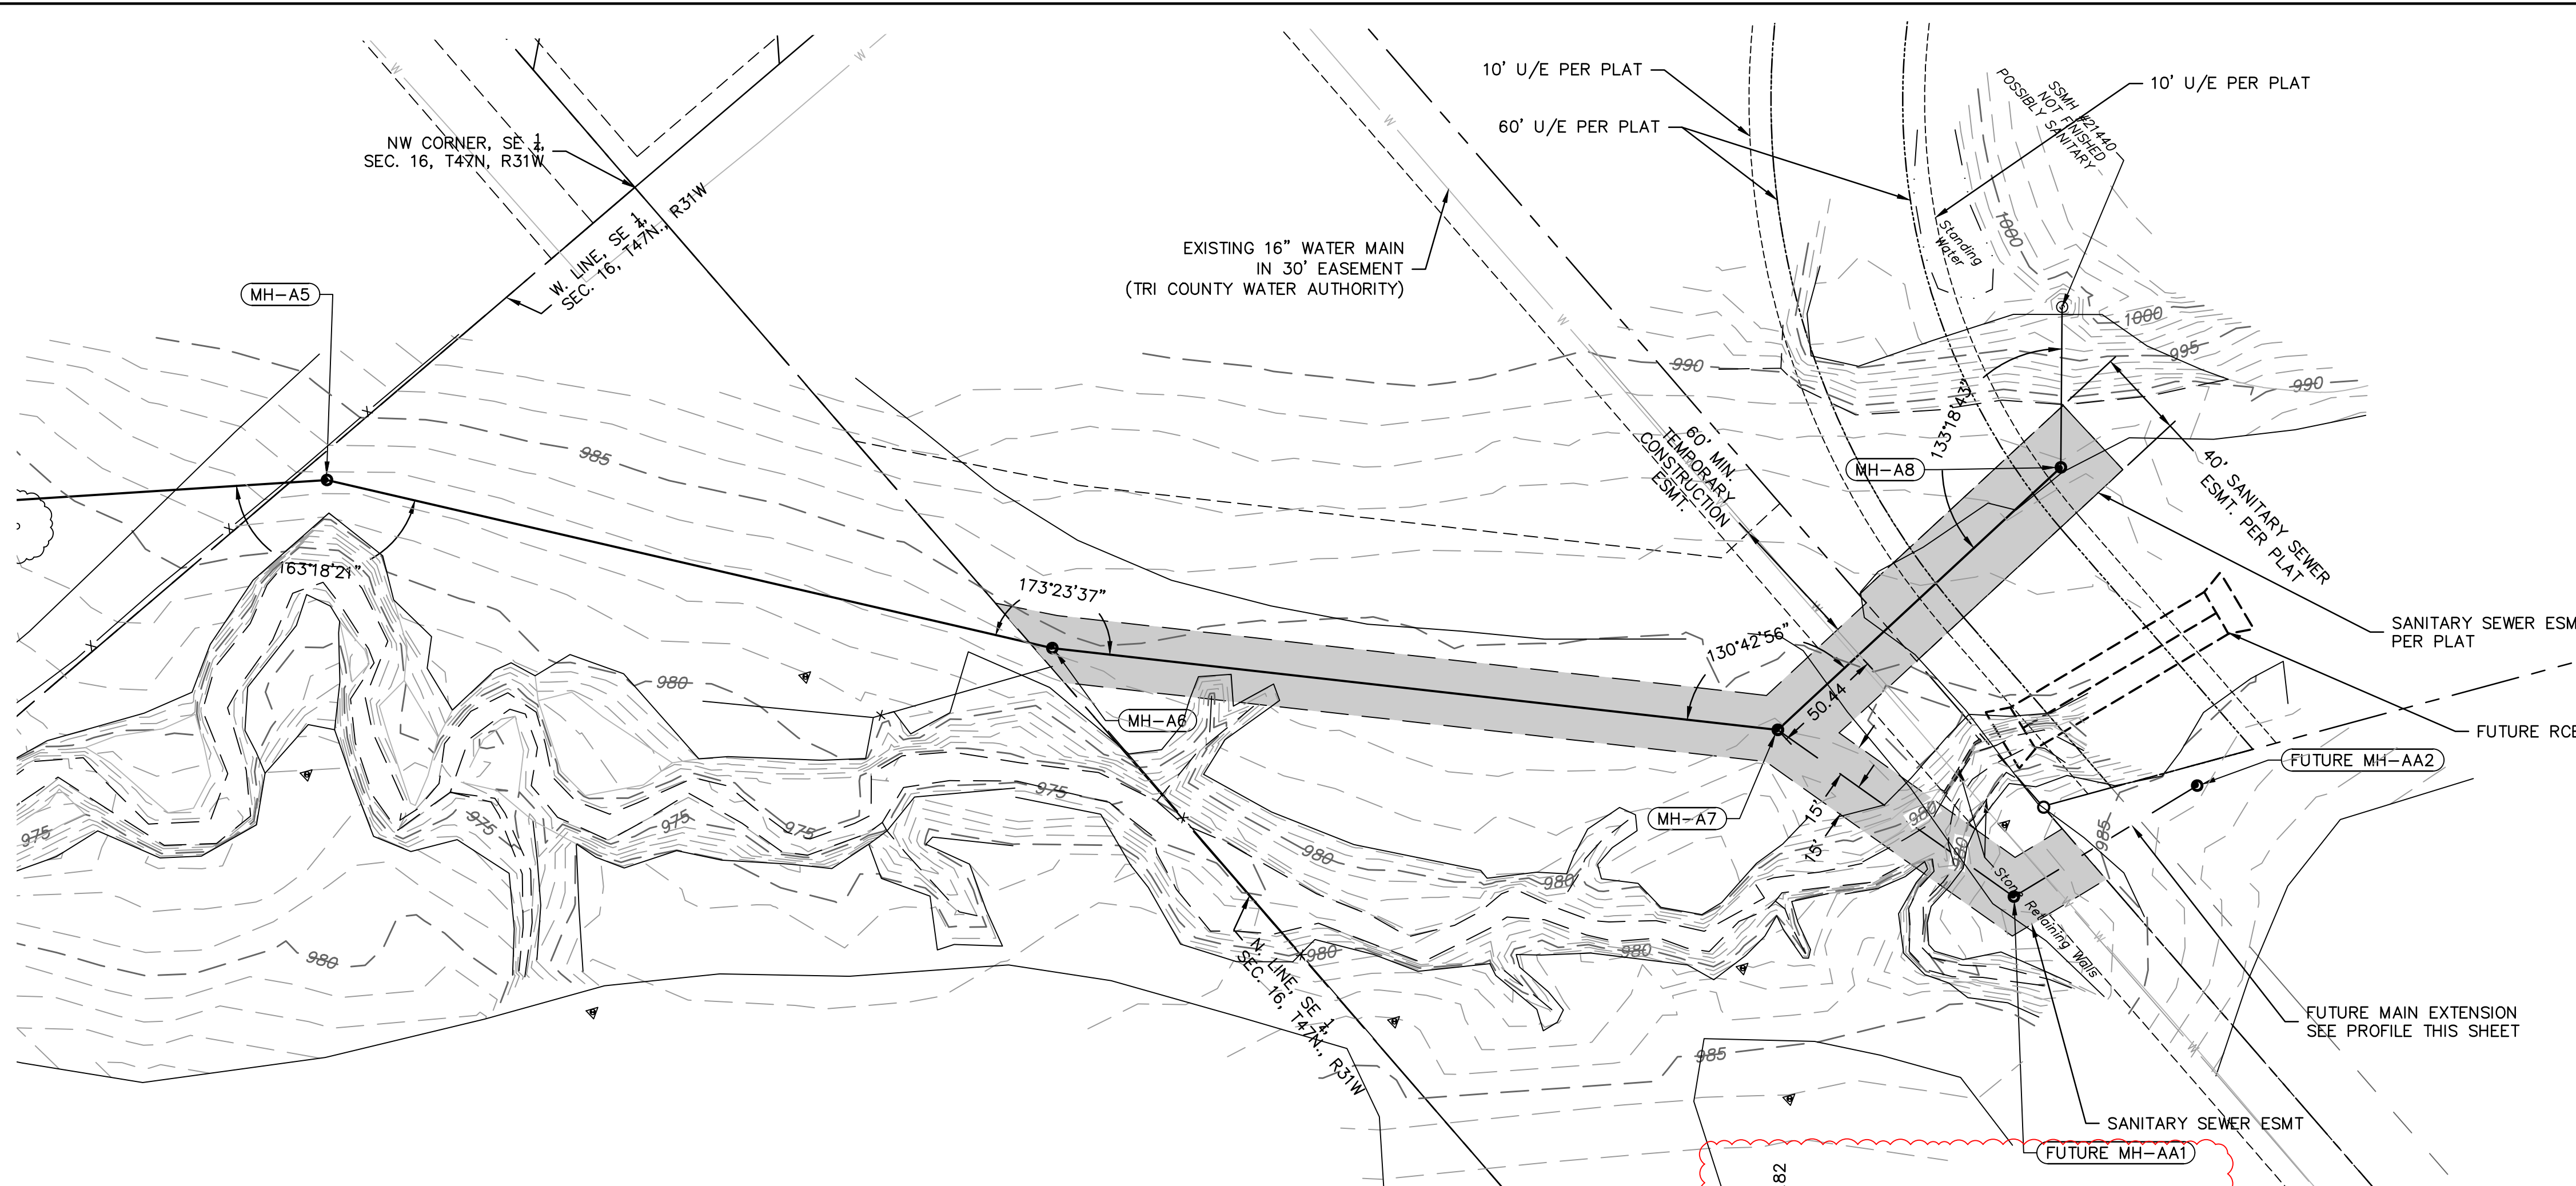 10' U/E PER PLAT
10' U/E PER PLAT
60' U/E PER PLAT
SSMH #21440
NOT FINISHED
POSSIBLY SANITARY
NW CORNER, SE 1/4,
SEC. 16, T47N, R31W
W. LINE, SE 1/4,
SEC. 16, T47N., R31W
EXISTING 16" WATER MAIN
IN 30' EASEMENT
(TRI COUNTY WATER AUTHORITY)
Standing
Water
1000
1000
995
990
990
MH-A5
985
163°18'21"
173°23'37"
60' MIN.
TEMPORARY
CONSTRUCTION
ESMT.
133°18'43"
MH-A8
40' SANITARY SEWER
ESMT. PER PLAT
SANITARY SEWER ESM
PER PLAT
130°42'56"
50.44
980
MH-A6
FUTURE RCB
FUTURE MH-AA2
MH-A7
15'
15'
975
975
975
975
975
980
980
980
980
985
980
980
980
Stone
Retaining Walls
N. LINE, SE 1/4,
SEC. 16, T47N., R31W
FUTURE MAIN EXTENSION
SEE PROFILE THIS SHEET
985
SANITARY SEWER ESMT
FUTURE MH-AA1
82
W
W
W
W
W
W
W